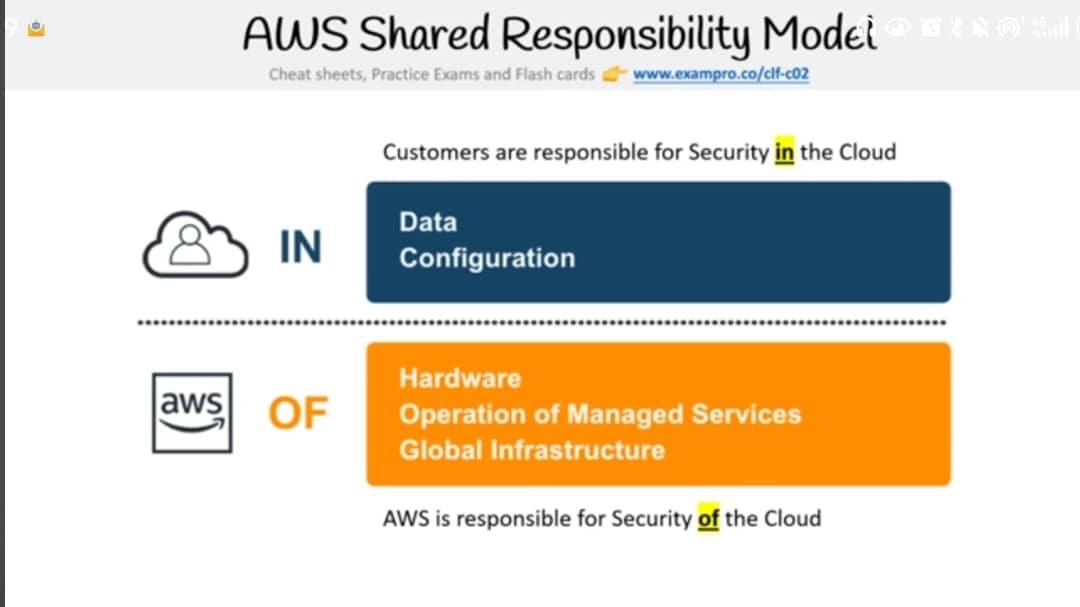 AWS Shared Responsibility Model
Cheat sheets, Practice Exams and Flash cards 👉 www.exampro.co/clf-c02
Customers are responsible for Security in the Cloud
IN
Data
Configuration
aws
OF
Hardware
Operation of Managed Services
Global Infrastructure
AWS is responsible for Security of the Cloud